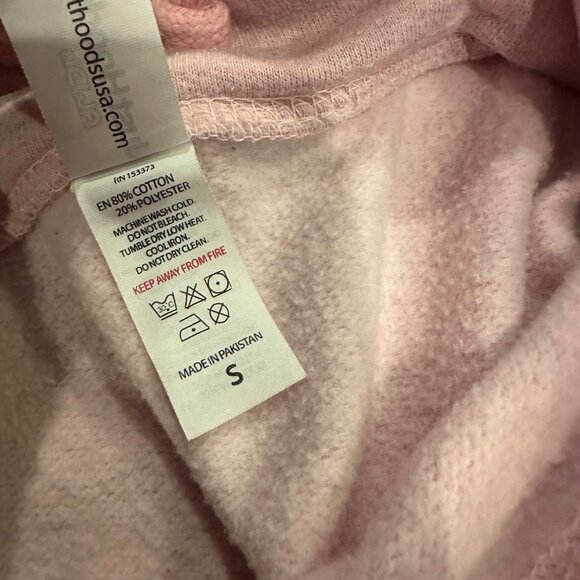 thoodsusa.com
RN 153373
EN 80% COTTON
20% POLYESTER
MACHINE WASH COLD.
DO NOT BLEACH.
TUMBLE DRY LOW HEAT.
COOL IRON.
DO NOT DRY CLEAN.
KEEP AWAY FROM FIRE
30°C
MADE IN PAKISTAN
S